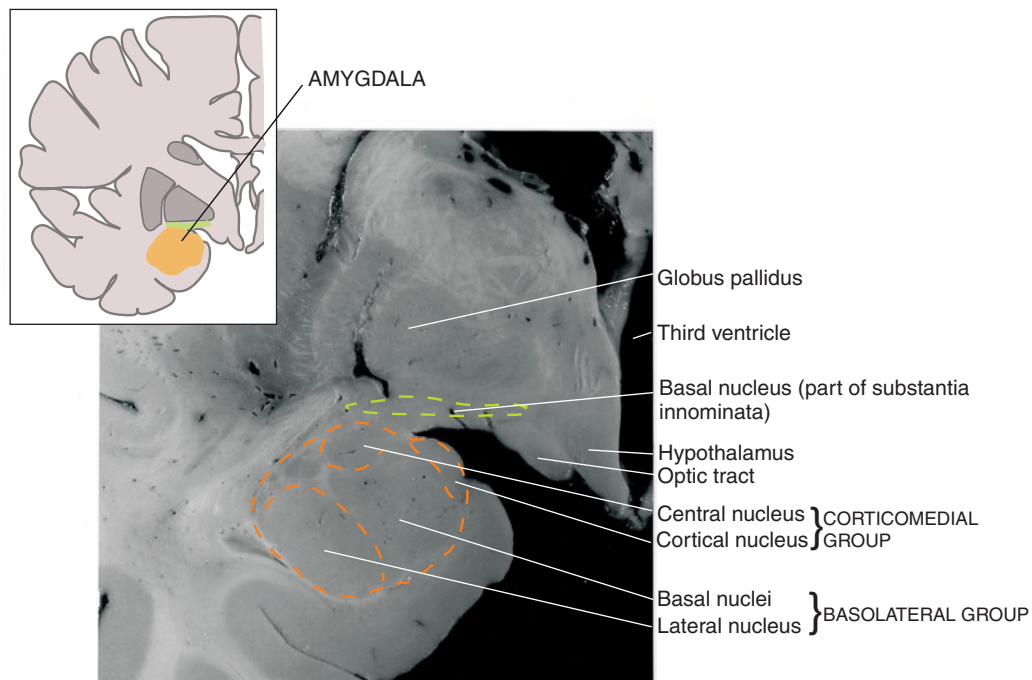 AMYGDALA
Globus pallidus
Third ventricle
Basal nucleus (part of substantia
innominata)
Hypothalamus
Optic tract
Central nucleus
Cortical nucleus
CORTICOMEDIAL
GROUP
Basal nuclei
Lateral nucleus
BASOLATERAL GROUP